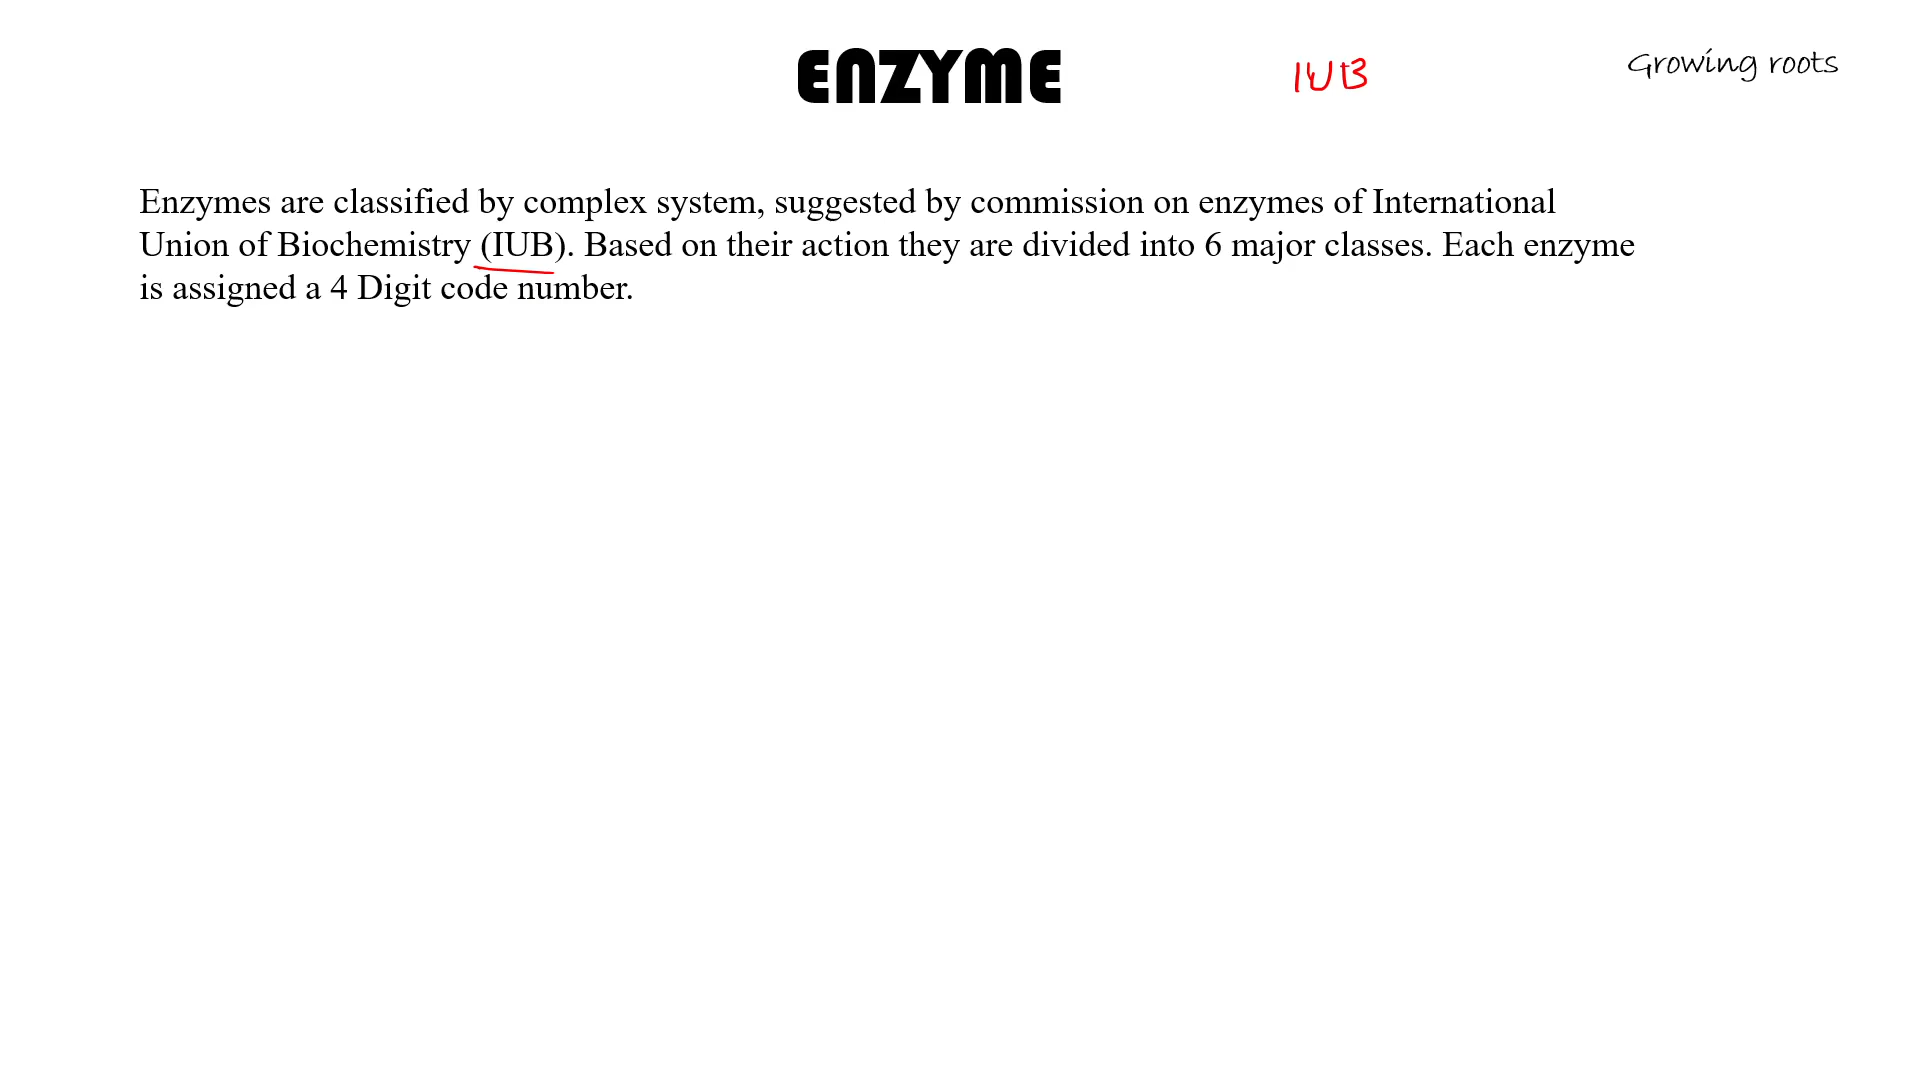 ENZYME
IUB
Growing roots
Enzymes are classified by complex system, suggested by commission on enzymes of International
Union of Biochemistry (IUB). Based on their action they are divided into 6 major classes. Each enzyme
is assigned a 4 Digit code number.